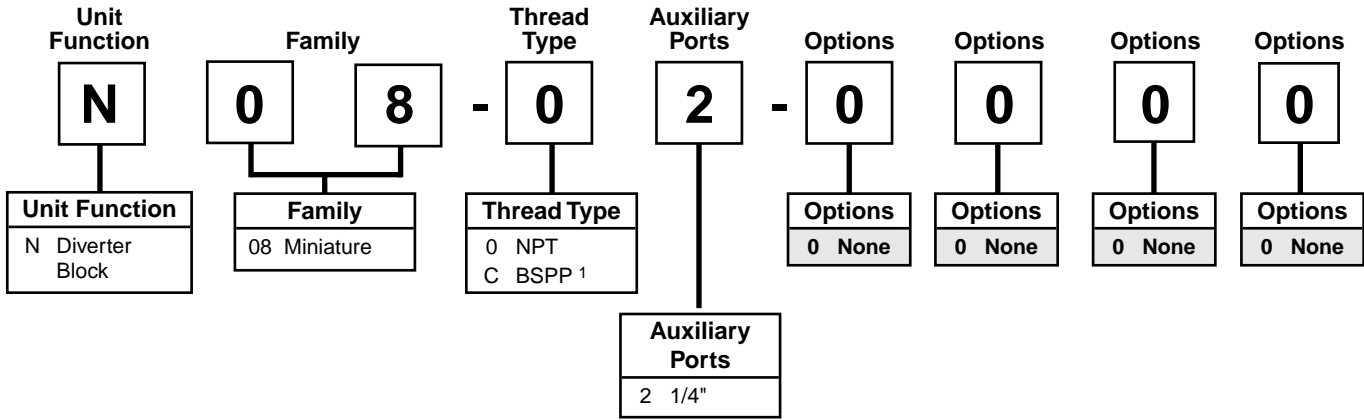 Unit
Function
Family
Thread
Type
Auxiliary
Ports
Options
Options
Options
Options
N 0 8 - 0 2 - 0 0 0 0
Unit Function
N Diverter
Block
Family
08 Miniature
Thread Type
0 NPT
C BSPP 1
Options
0 None
Options
0 None
Options
0 None
Options
0 None
Auxiliary
Ports
2 1/4"